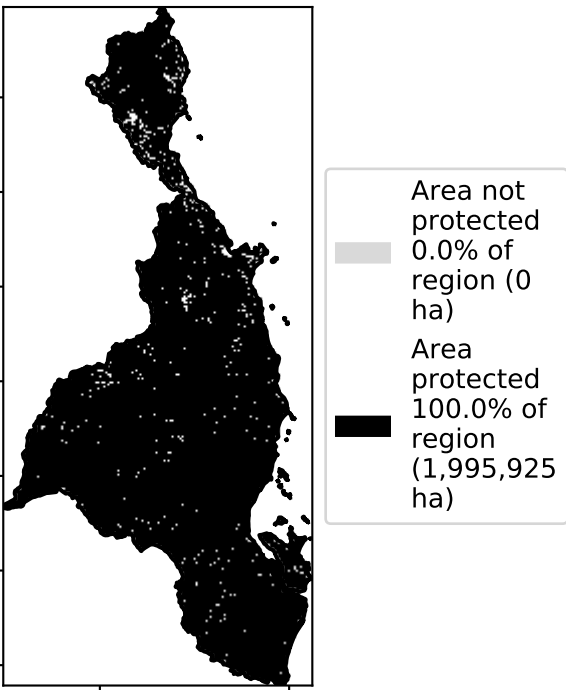 Area not
protected
0.0% of
region (0
ha)
Area
protected
100.0% of
region
(1,995,925
ha)